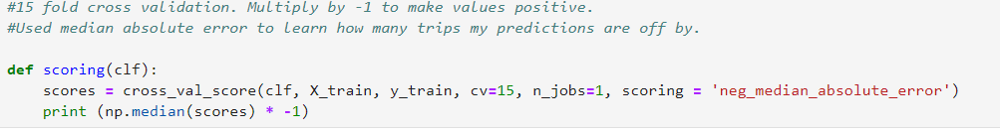 #15 fold cross validation. Multiply by -1 to make values positive.
#Used median absolute error to learn how many trips my predictions are off by.
def scoring(clf):
    scores = cross_val_score(clf, X_train, y_train, cv=15, n_jobs=1, scoring = 'neg_median_absolute_error')
    print (np.median(scores) * -1)